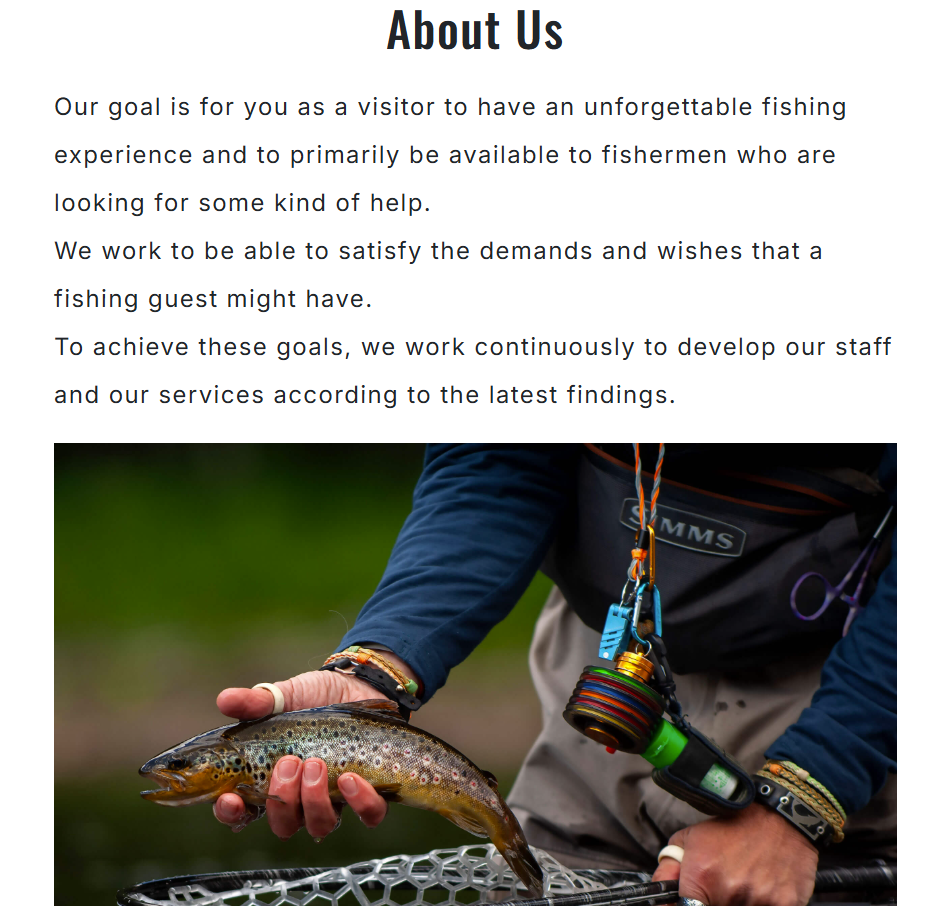 About Us
Our goal is for you as a visitor to have an unforgettable fishing
experience and to primarily be available to fishermen who are
looking for some kind of help.
We work to be able to satisfy the demands and wishes that a
fishing guest might have.
To achieve these goals, we work continuously to develop our staff
and our services according to the latest findings.
SIMMS